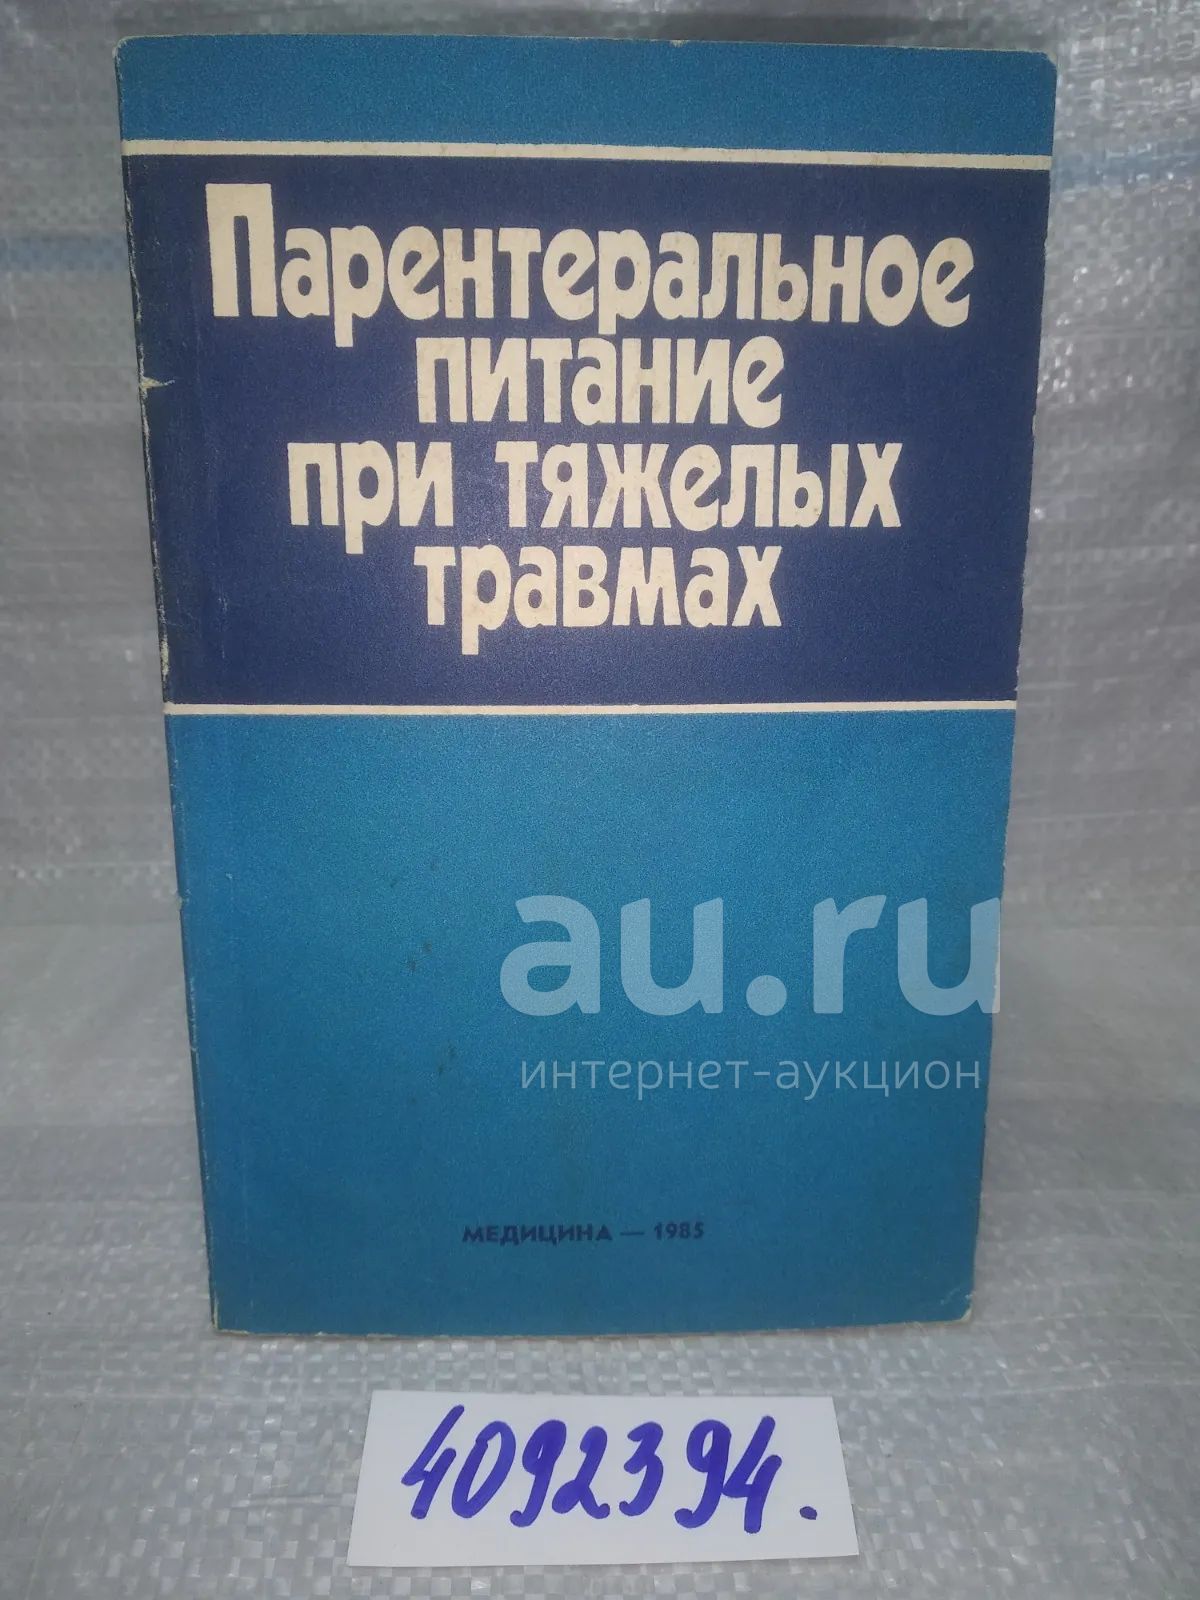 Парентеральное
питание
при тяжелых
травмах
au.ru
интернет-аукцион
МЕДИЦИНА — 1985
4092394.